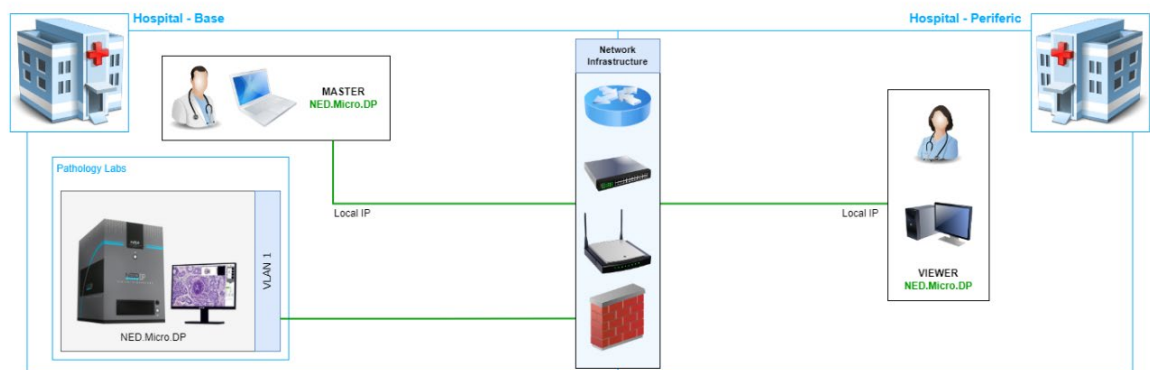 Hospital - Base
Hospital - Periferic
Network
Infrastructure
MASTER
NED.Micro.DP
Pathology Labs
Local IP
Local IP
VLAN 1
VIEWER
NED.Micro.DP
NED.Micro.DP